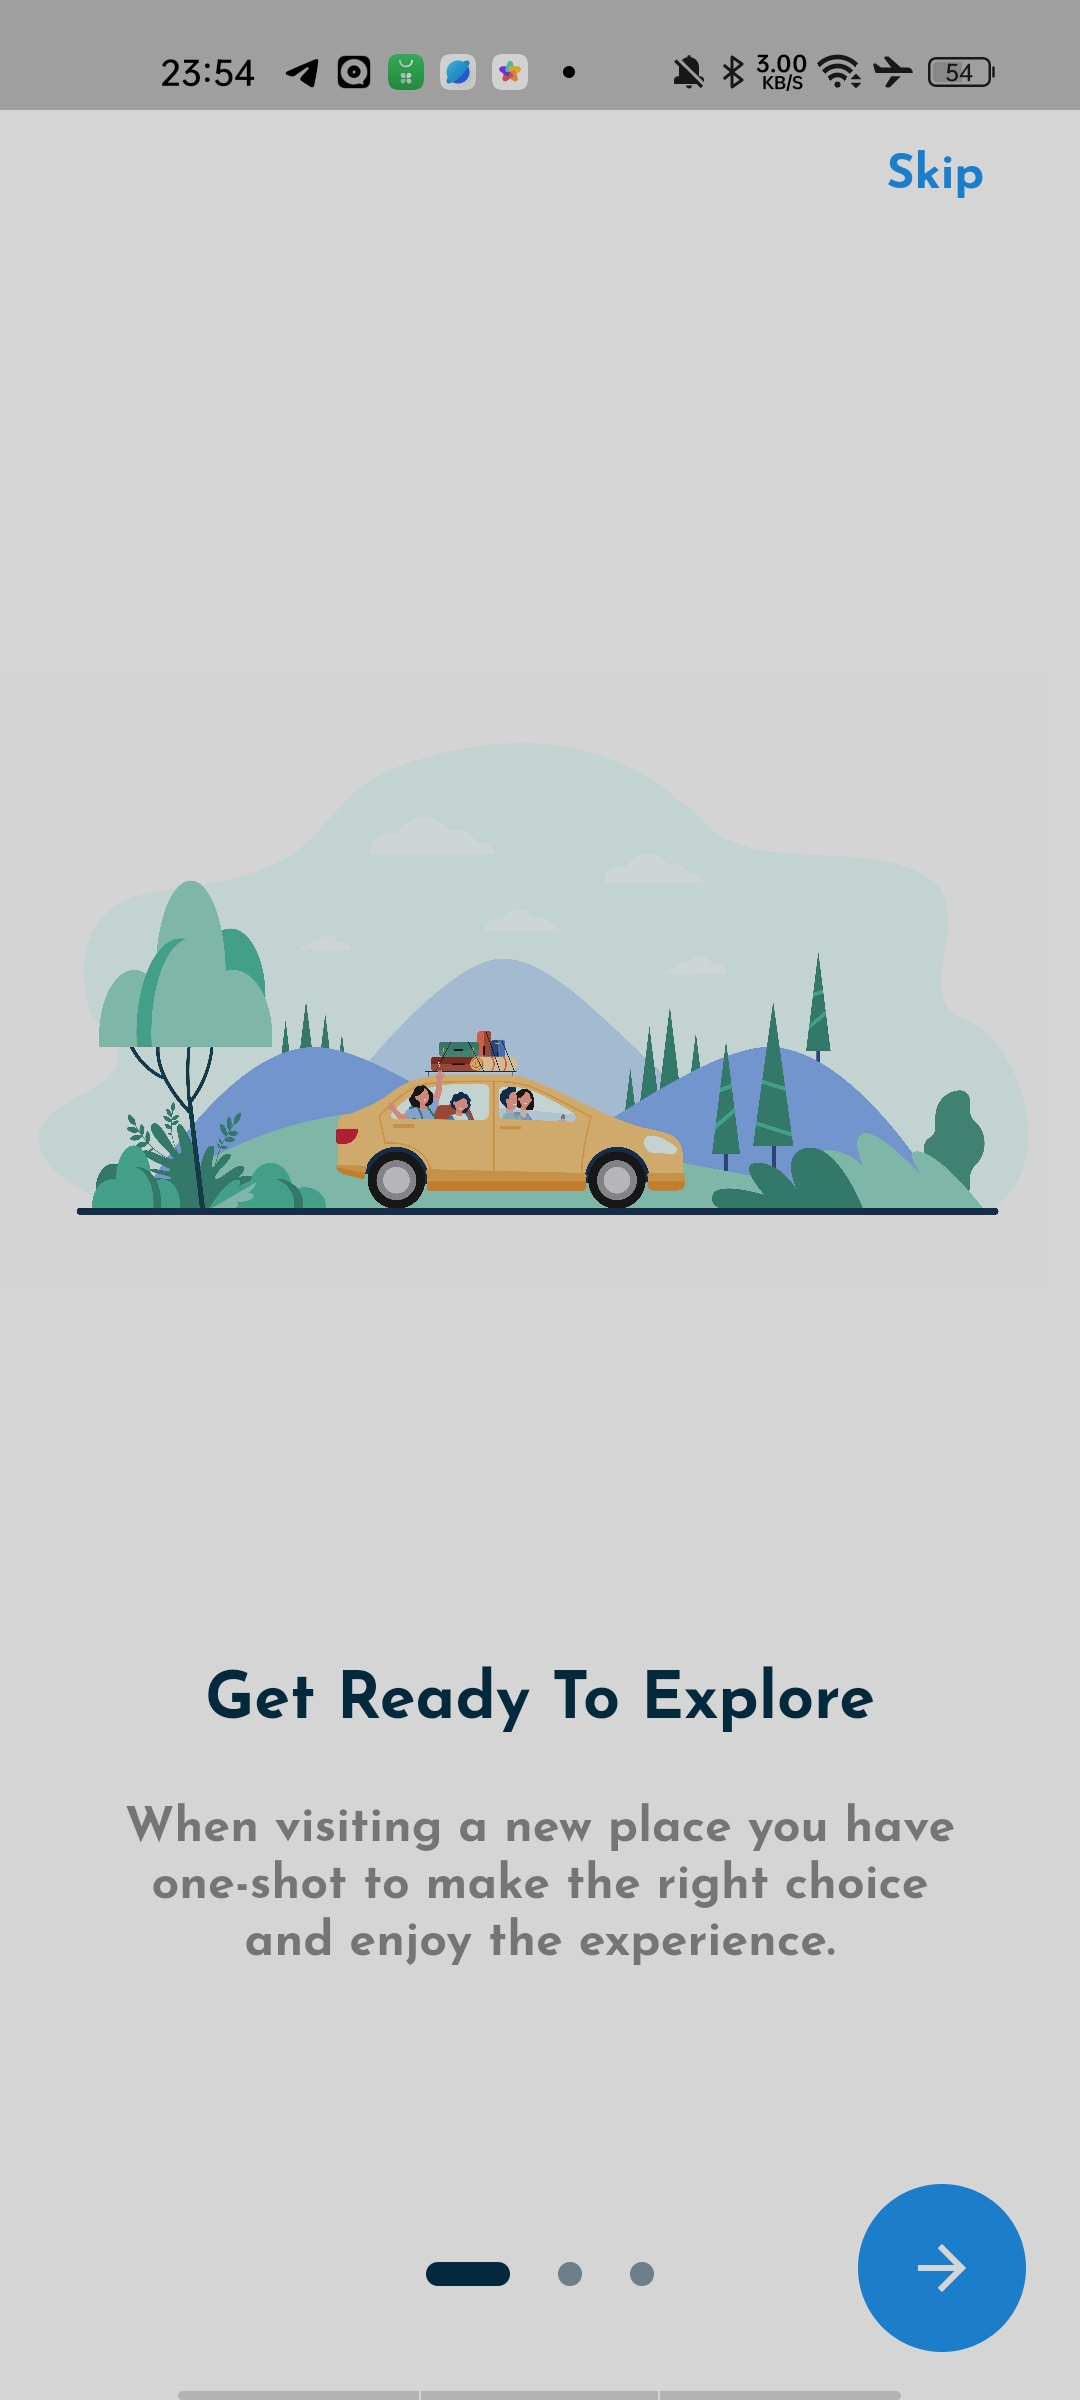 23:54 3.00 KB/S 54
Skip
Get Ready To Explore
When visiting a new place you have
one-shot to make the right choice
and enjoy the experience.